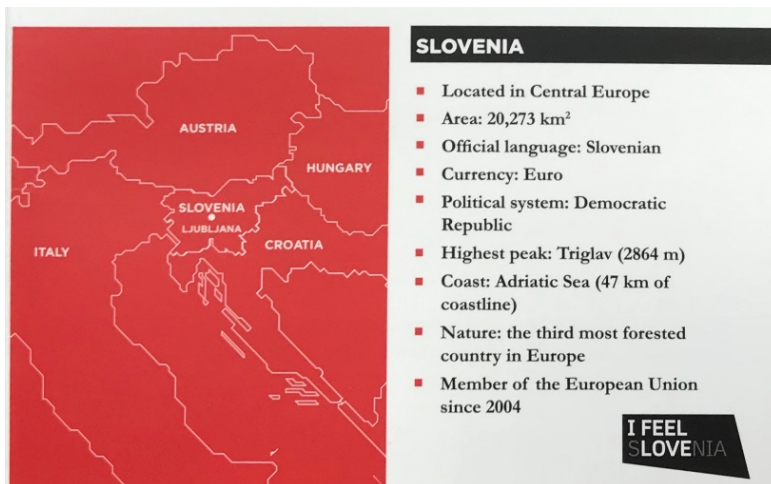 AUSTRIA
HUNGARY
SLOVENIA
LJUBLJANA
ITALY
CROATIA
SLOVENIA
Located in Central Europe
Area: 20,273 km²
Official language: Slovenian
Currency: Euro
Political system: Democratic
Republic
Highest peak: Triglav (2864 m)
Coast: Adriatic Sea (47 km of
coastline)
Nature: the third most forested
country in Europe
Member of the European Union
since 2004
I FEEL
SLOVENIA